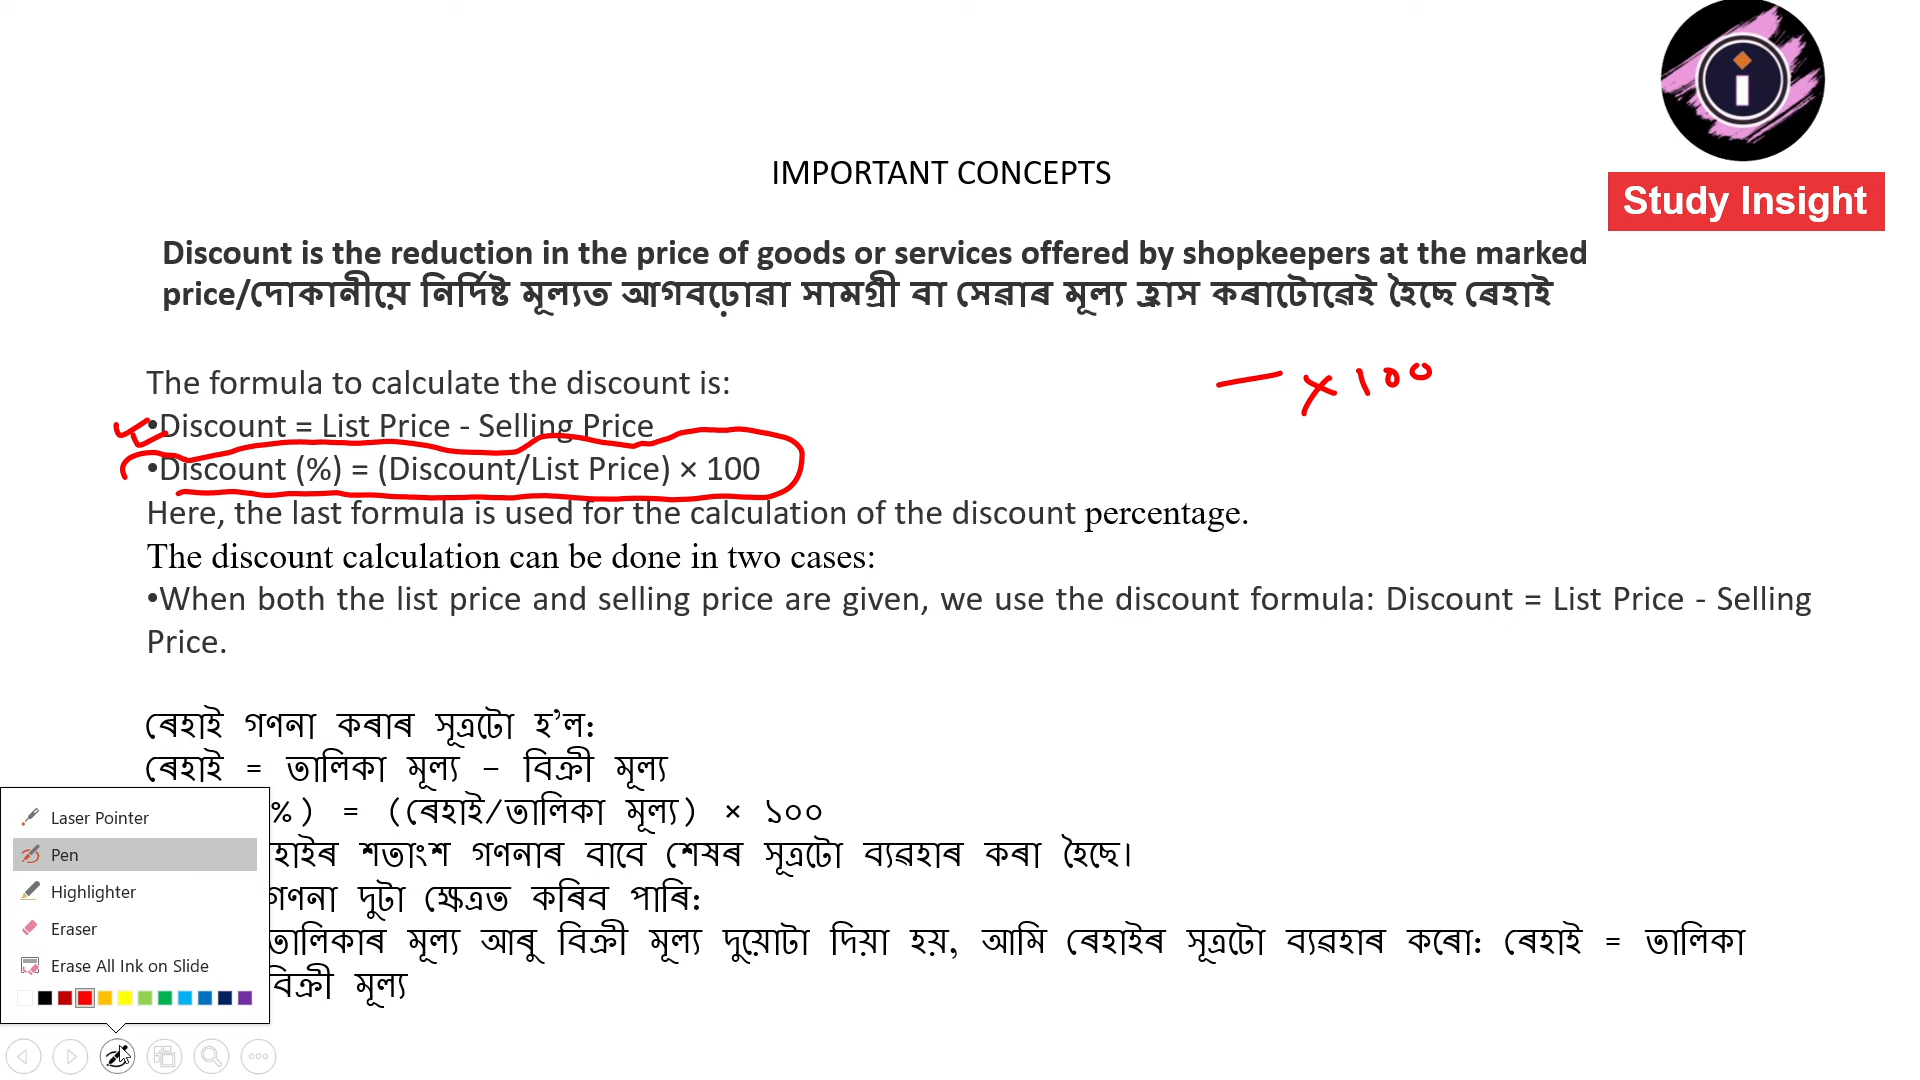 IMPORTANT CONCEPTS
Study Insight
Discount is the reduction in the price of goods or services offered by shopkeepers at the marked
price/দোকানীয়ে নিৰ্দিষ্ট মূল্যত আগবঢ়োৱা সামগ্ৰী বা সেৱাৰ মূল্য হ্ৰাস কৰাটোৱেই হৈছে ৰেহাই
The formula to calculate the discount is:
— × 100
•Discount = List Price - Selling Price
•Discount (%) = (Discount/List Price) × 100
Here, the last formula is used for the calculation of the discount percentage.
The discount calculation can be done in two cases:
•When both the list price and selling price are given, we use the discount formula: Discount = List Price - Selling
Price.
ৰেহাই গণনা কৰাৰ সূত্ৰটো হ’ল:
ৰেহাই = তালিকা মূল্য – বিক্ৰী মূল্য
%) = (ৰেহাই/তালিকা মূল্য) × ১০০
হাইৰ শতাংশ গণনাৰ বাবে শেষৰ সূত্ৰটো ব্যৱহাৰ কৰা হৈছে।
গণনা দুটা ক্ষেত্ৰত কৰিব পাৰি:
তালিকাৰ মূল্য আৰু বিক্ৰী মূল্য দুয়োটা দিয়া হয়, আমি ৰেহাইৰ সূত্ৰটো ব্যৱহাৰ কৰো: ৰেহাই = তালিকা
বিক্ৰী মূল্য
Laser Pointer
Pen
Highlighter
Eraser
Erase All Ink on Slide